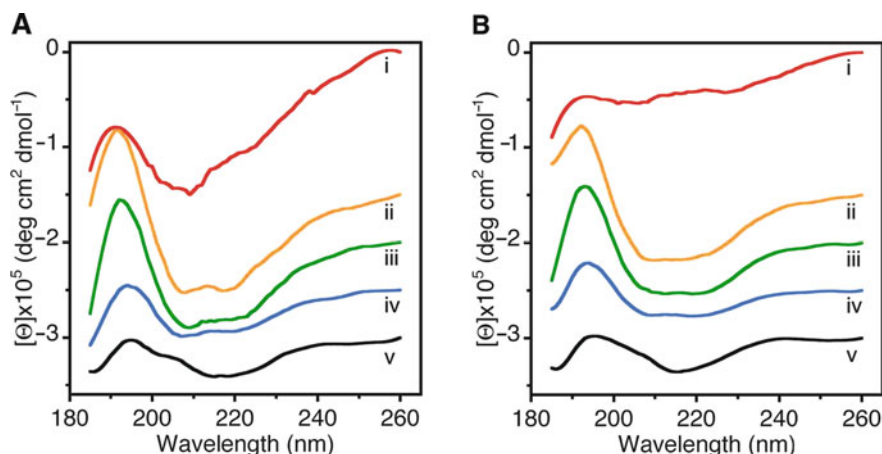 A
0
−1
−2
−3
[Θ]x10⁵ (deg cm² dmol⁻¹)
i
ii
iii
iv
v
180 200 220 240 260
Wavelength (nm)
B
0
−1
−2
−3
[Θ]x10⁵ (deg cm² dmol⁻¹)
i
ii
iii
iv
v
180 200 220 240 260
Wavelength (nm)